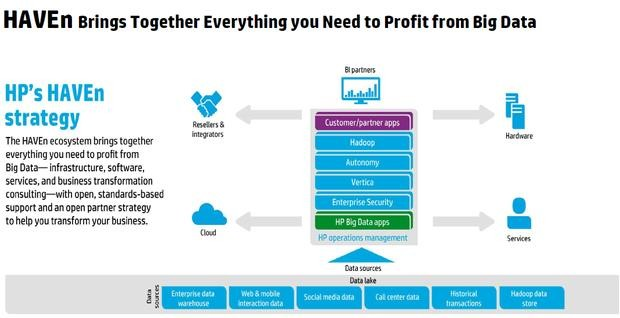 HAVEn Brings Together Everything you Need to Profit from Big Data
HP's HAVEn
strategy
The HAVEn ecosystem brings together
everything you need to profit from
Big Data— infrastructure, software,
services, and business transformation
consulting—with open, standards-based
support and an open partner strategy
to help you transform your business.
BI partners
Resellers &
integrators
Hardware
Cloud
Services
Customer/partner apps
Hadoop
Autonomy
Vertica
Enterprise Security
HP Big Data apps
HP operations management
Data sources
Data lake
Data
sources
Enterprise data
warehouse
Web & mobile
interaction data
Social media data
Call center data
Historical
transactions
Hadoop data
store